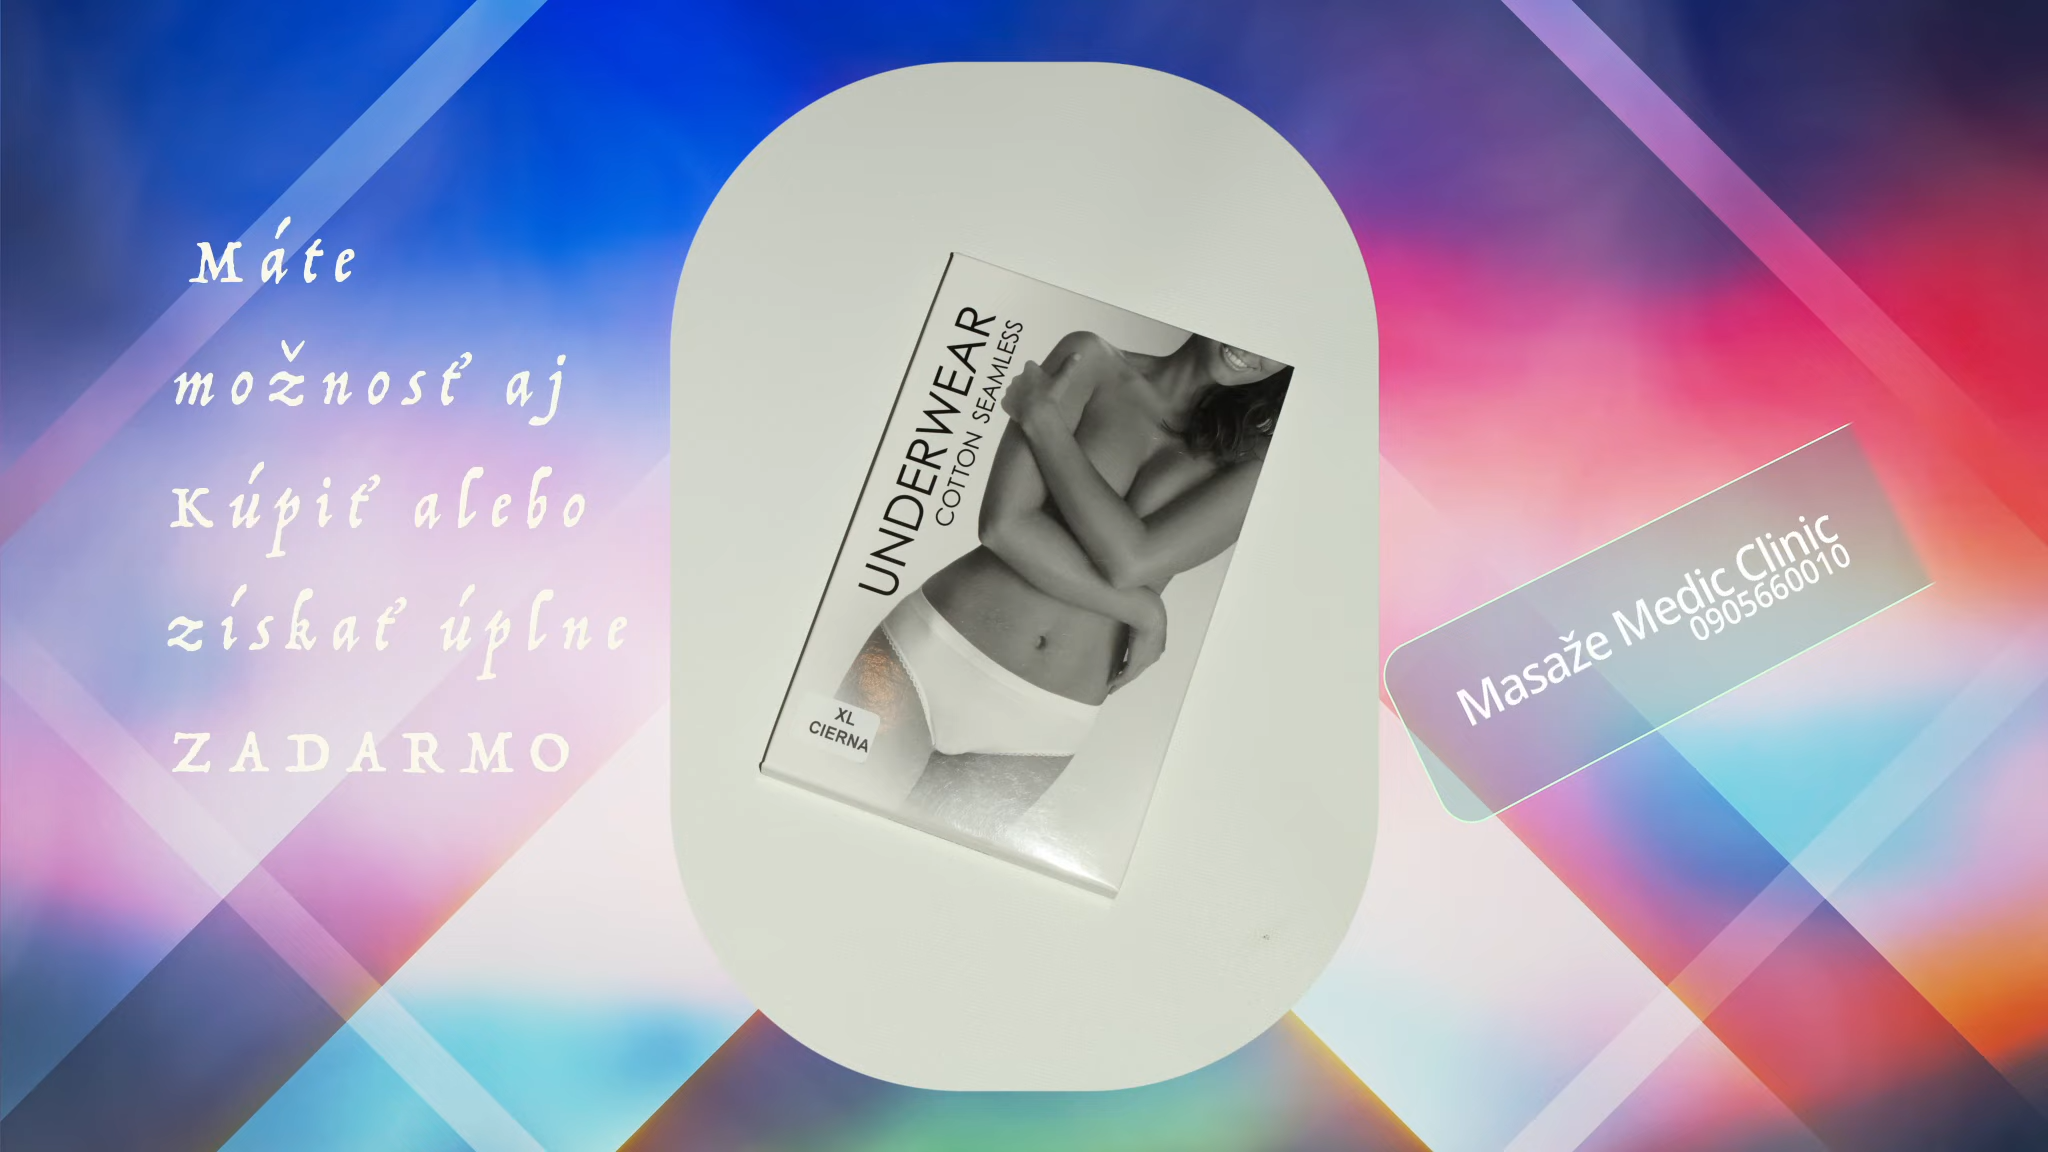 Máte
možnosť aj
Kúpiť alebo
získať úplne
ZADARMO
UNDERWEAR
COTTON SEAMLESS
XL
CIERNA
Masaže Medic Clinic
0905660010